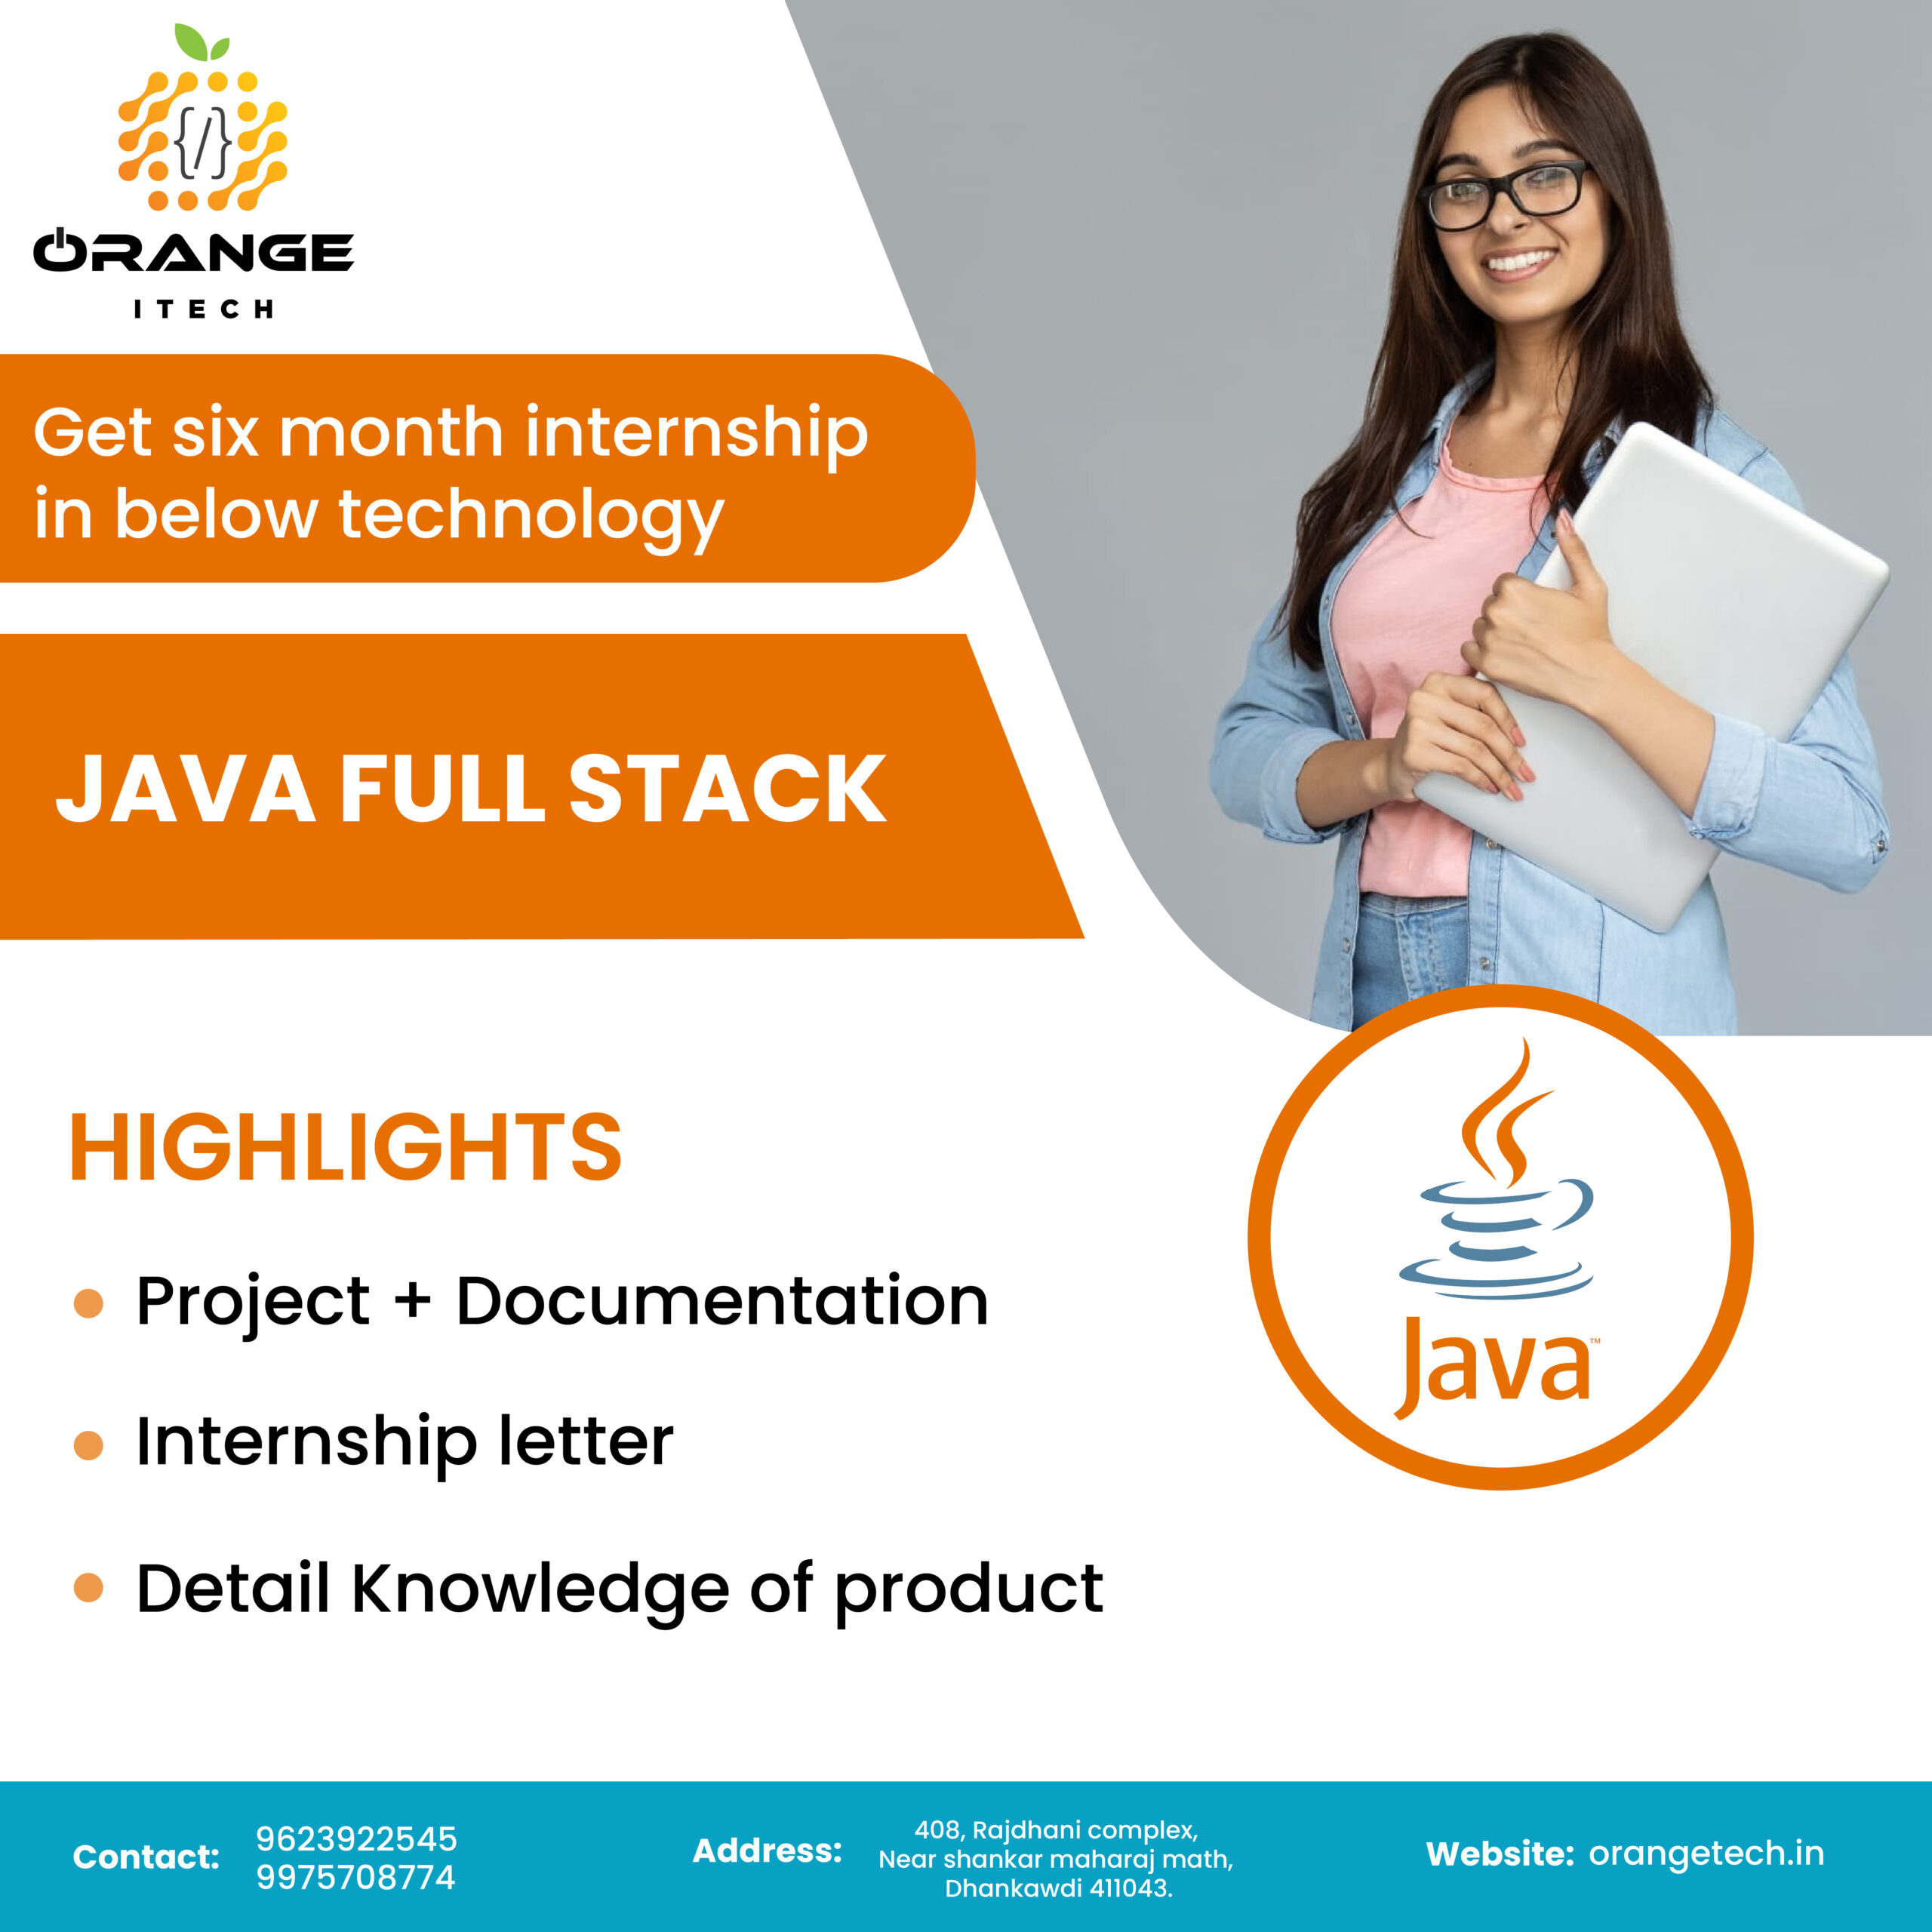 {/}
ORANGE
ITECH
Get six month internship
in below technology
JAVA FULL STACK
HIGHLIGHTS
Project + Documentation
Internship letter
Detail Knowledge of product
Java™
Contact:
9623922545
9975708774
Address:
408, Rajdhani complex,
Near shankar maharaj math,
Dhankawdi 411043.
Website: orangetech.in